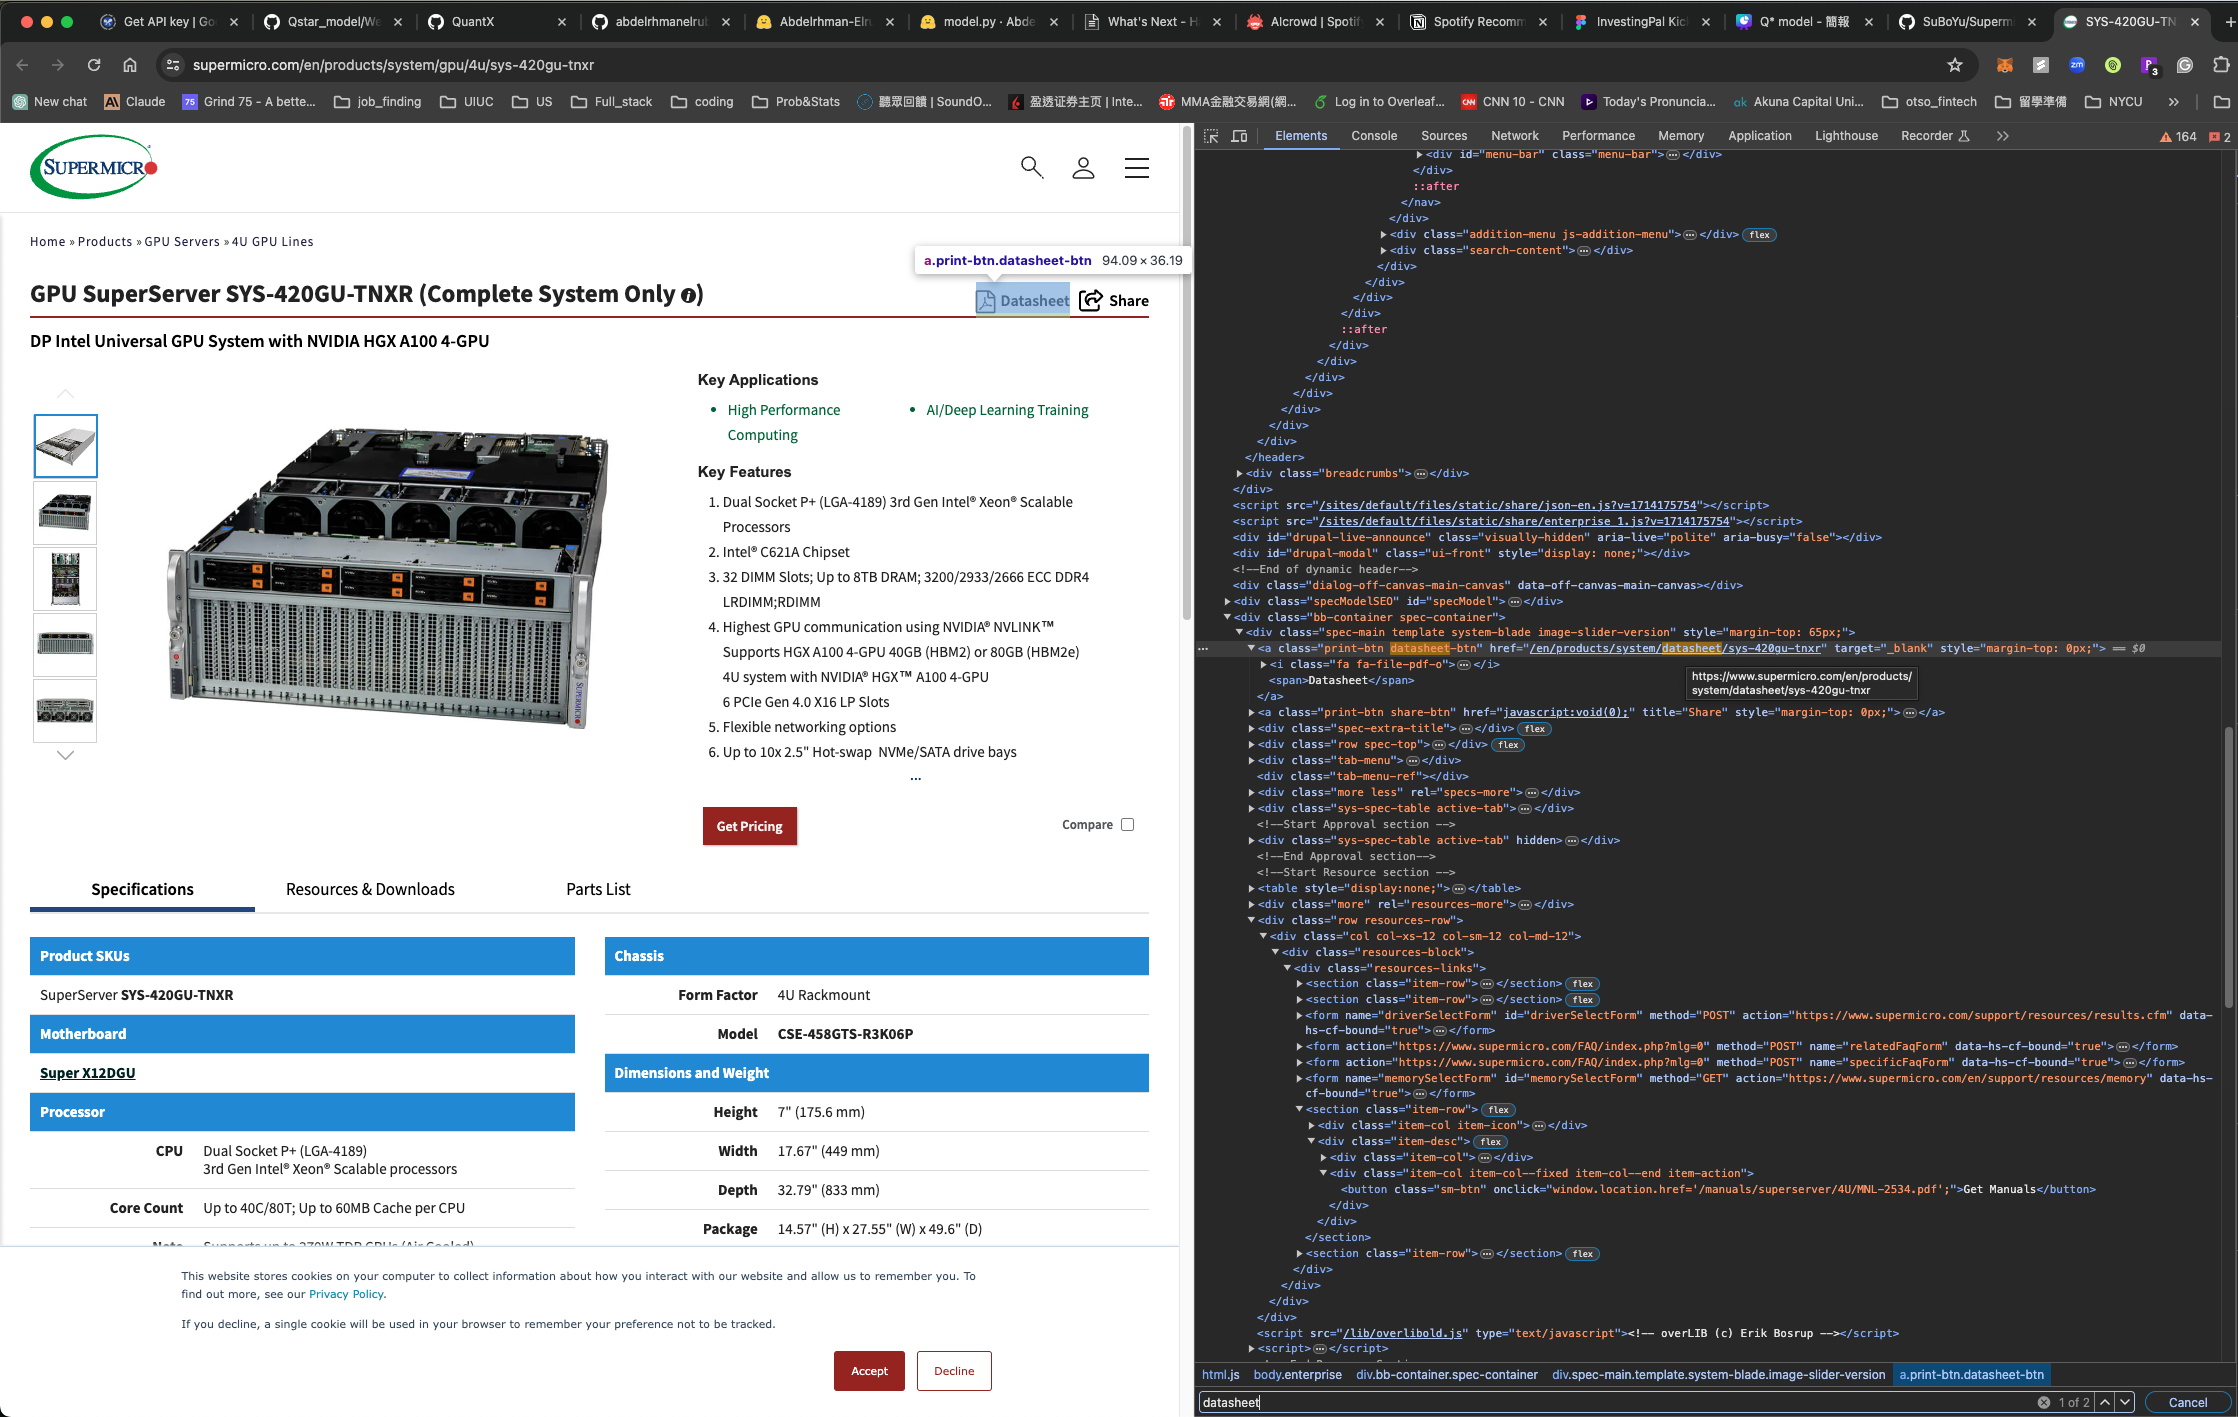 Get API key | Go
Qstar_model/We
QuantX
abdelrhmanelrub
Abdelrhman-Elru
model.py · Abde
What's Next - H
AIcrowd | Spotif
Spotify Recomm
InvestingPal Kic
Q* model - 簡報
SuBoYu/Superm
SYS-420GU-TN
supermicro.com/en/products/system/gpu/4u/sys-420gu-tnxr
New chat
Claude
Grind 75 - A bette...
job_finding
UIUC
US
Full_stack
coding
Prob&Stats
聽眾回饋 | SoundO...
盈透证券主页 | Inte...
MMA金融交易網(網...
Log in to Overleaf...
CNN 10 - CNN
Today's Pronuncia...
Akuna Capital Uni...
otso_fintech
留學準備
NYCU
SUPERMICR
Home » Products » GPU Servers » 4U GPU Lines
a.print-btn.datasheet-btn 94.09 × 36.19
GPU SuperServer SYS-420GU-TNXR (Complete System Only )
Datasheet
Share
DP Intel Universal GPU System with NVIDIA HGX A100 4-GPU
Key Applications
• High Performance
Computing
• AI/Deep Learning Training
Key Features
1. Dual Socket P+ (LGA-4189) 3rd Gen Intel® Xeon® Scalable
Processors
2. Intel® C621A Chipset
3. 32 DIMM Slots; Up to 8TB DRAM; 3200/2933/2666 ECC DDR4
LRDIMM;RDIMM
4. Highest GPU communication using NVIDIA® NVLINK™
Supports HGX A100 4-GPU 40GB (HBM2) or 80GB (HBM2e)
4U system with NVIDIA® HGX™ A100 4-GPU
6 PCIe Gen 4.0 X16 LP Slots
5. Flexible networking options
6. Up to 10x 2.5" Hot-swap NVMe/SATA drive bays
...
Get Pricing
Compare
Specifications
Resources & Downloads
Parts List
Product SKUs
SuperServer SYS-420GU-TNXR
Motherboard
Super X12DGU
Processor
CPU Dual Socket P+ (LGA-4189)
3rd Gen Intel® Xeon® Scalable processors
Core Count Up to 40C/80T; Up to 60MB Cache per CPU
Chassis
Form Factor 4U Rackmount
Model CSE-458GTS-R3K06P
Dimensions and Weight
Height 7" (175.6 mm)
Width 17.67" (449 mm)
Depth 32.79" (833 mm)
Package 14.57" (H) x 27.55" (W) x 49.6" (D)
This website stores cookies on your computer to collect information about how you interact with our website and allow us to remember you. To
find out more, see our Privacy Policy.
If you decline, a single cookie will be used in your browser to remember your preference not to be tracked.
Accept
Decline
Elements
Console
Sources
Network
Performance
Memory
Application
Lighthouse
Recorder
164
2
<div id="menu-bar" class="menu-bar">…</div>
</div>
::after
</nav>
</div>
<div class="addition-menu js-addition-menu">…</div> flex
<div class="search-content">…</div>
</div>
</div>
</div>
</div>
::after
</div>
</div>
</div>
</div>
</div>
</div>
</div>
</header>
<div class="breadcrumbs">…</div>
</div>
<script src="/sites/default/files/static/share/json-en.js?v=1714175754"></script>
<script src="/sites/default/files/static/share/enterprise_1.js?v=1714175754"></script>
<div id="drupal-live-announce" class="visually-hidden" aria-live="polite" aria-busy="false"></div>
<div id="drupal-modal" class="ui-front" style="display: none;"></div>
<!--End of dynamic header-->
<div class="dialog-off-canvas-main-canvas" data-off-canvas-main-canvas></div>
<div class="specModelSEO" id="specModel">…</div>
<div class="bb-container spec-container">
<div class="spec-main template system-blade image-slider-version" style="margin-top: 65px;">
<a class="print-btn datasheet-btn" href="/en/products/system/datasheet/sys-420gu-tnxr" target="_blank" style="margin-top: 0px;"> == $0
<i class="fa fa-file-pdf-o">…</i>
<span>Datasheet</span>
</a>
https://www.supermicro.com/en/products/
system/datasheet/sys-420gu-tnxr
<a class="print-btn share-btn" href="javascript:void(0);" title="Share" style="margin-top: 0px;">…</a>
<div class="spec-extra-title">…</div> flex
<div class="row spec-top">…</div> flex
<div class="tab-menu">…</div>
<div class="tab-menu-ref"></div>
<div class="more less" rel="specs-more">…</div>
<div class="sys-spec-table active-tab">…</div>
<!--Start Approval section -->
<div class="sys-spec-table active-tab" hidden>…</div>
<!--End Approval section-->
<!--Start Resource section -->
<table style="display:none;">…</table>
<div class="more" rel="resources-more">…</div>
<div class="row resources-row">
<div class="col col-xs-12 col-sm-12 col-md-12">
<div class="resources-block">
<div class="resources-links">
<section class="item-row">…</section> flex
<section class="item-row">…</section> flex
<form name="driverSelectForm" id="driverSelectForm" method="POST" action="https://www.supermicro.com/support/resources/results.cfm" data-
hs-cf-bound="true">…</form>
<form action="https://www.supermicro.com/FAQ/index.php?mlg=0" method="POST" name="relatedFaqForm" data-hs-cf-bound="true">…</form>
<form action="https://www.supermicro.com/FAQ/index.php?mlg=0" method="POST" name="specificFaqForm" data-hs-cf-bound="true">…</form>
<form name="memorySelectForm" id="memorySelectForm" method="GET" action="https://www.supermicro.com/en/support/resources/memory" data-hs-
cf-bound="true">…</form>
<section class="item-row"> flex
<div class="item-col item-icon">…</div>
<div class="item-desc"> flex
<div class="item-col">…</div>
<div class="item-col item-col--fixed item-col--end item-action">
<button class="sm-btn" onclick="window.location.href='/manuals/superserver/4U/MNL-2534.pdf';">Get Manuals</button>
</div>
</div>
</section>
<section class="item-row">…</section> flex
</div>
</div>
</div>
</div>
<script src="/lib/overlibold.js" type="text/javascript"><!-- overLIB (c) Erik Bosrup --></script>
<script>…</script>
html.js
body.enterprise
div.bb-container.spec-container
div.spec-main.template.system-blade.image-slider-version
a.print-btn.datasheet-btn
datasheet
1 of 2
Cancel